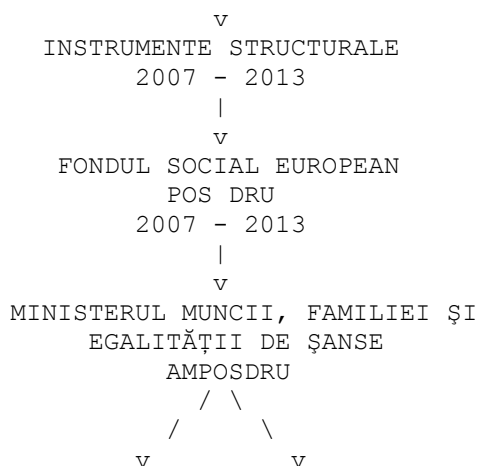 v
INSTRUMENTE STRUCTURALE
2007 - 2013
|
v
FONDUL SOCIAL EUROPEAN
POS DRU
2007 - 2013
|
v
MINISTERUL MUNCII, FAMILIEI ŞI
EGALITĂŢII DE ŞANSE
AMPOSDRU
/ \
/ \
v v